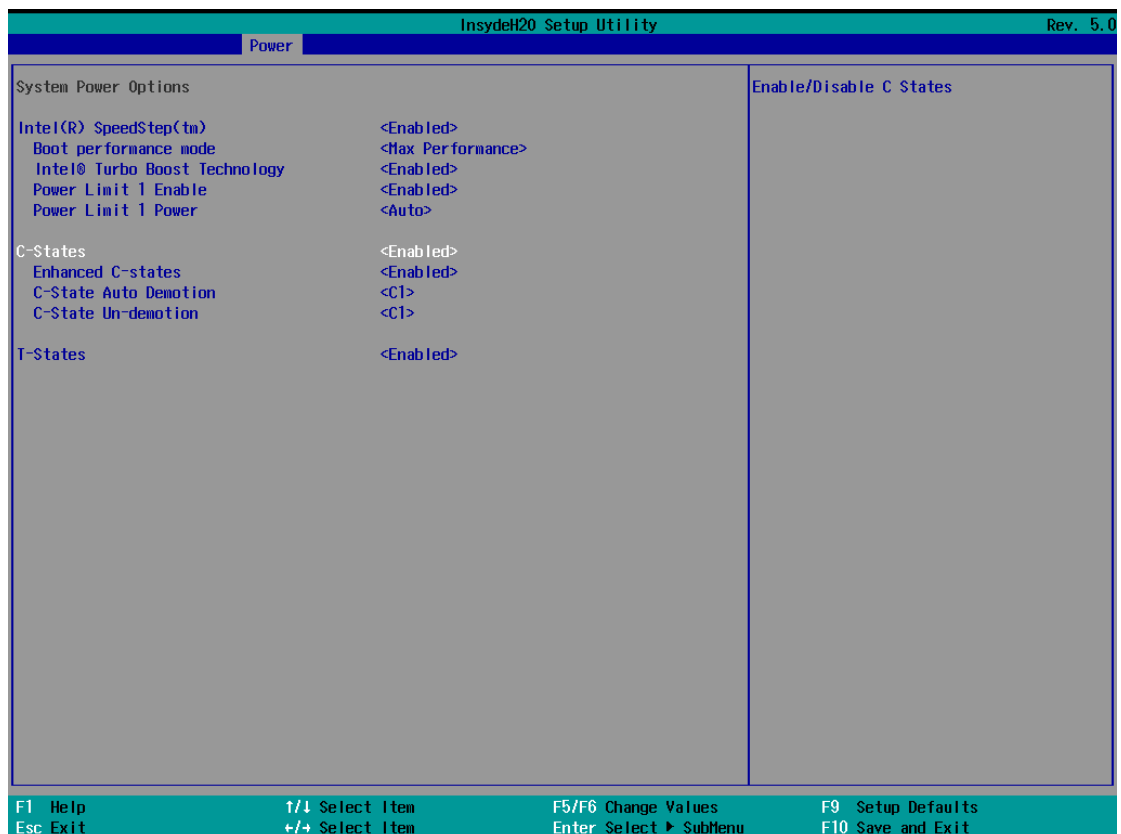 InsydeH20 Setup Utility Rev. 5.0
Power
System Power Options
Enable/Disable C States
Intel(R) SpeedStep(tm) <Enabled>
Boot performance mode <Max Performance>
Intel® Turbo Boost Technology <Enabled>
Power Limit 1 Enable <Enabled>
Power Limit 1 Power <Auto>
C-States <Enabled>
Enhanced C-states <Enabled>
C-State Auto Demotion <C1>
C-State Un-demotion <C1>
T-States <Enabled>
F1 Help ↑/↓ Select Item F5/F6 Change Values F9 Setup Defaults
Esc Exit ←/→ Select Item Enter Select ▶ SubMenu F10 Save and Exit